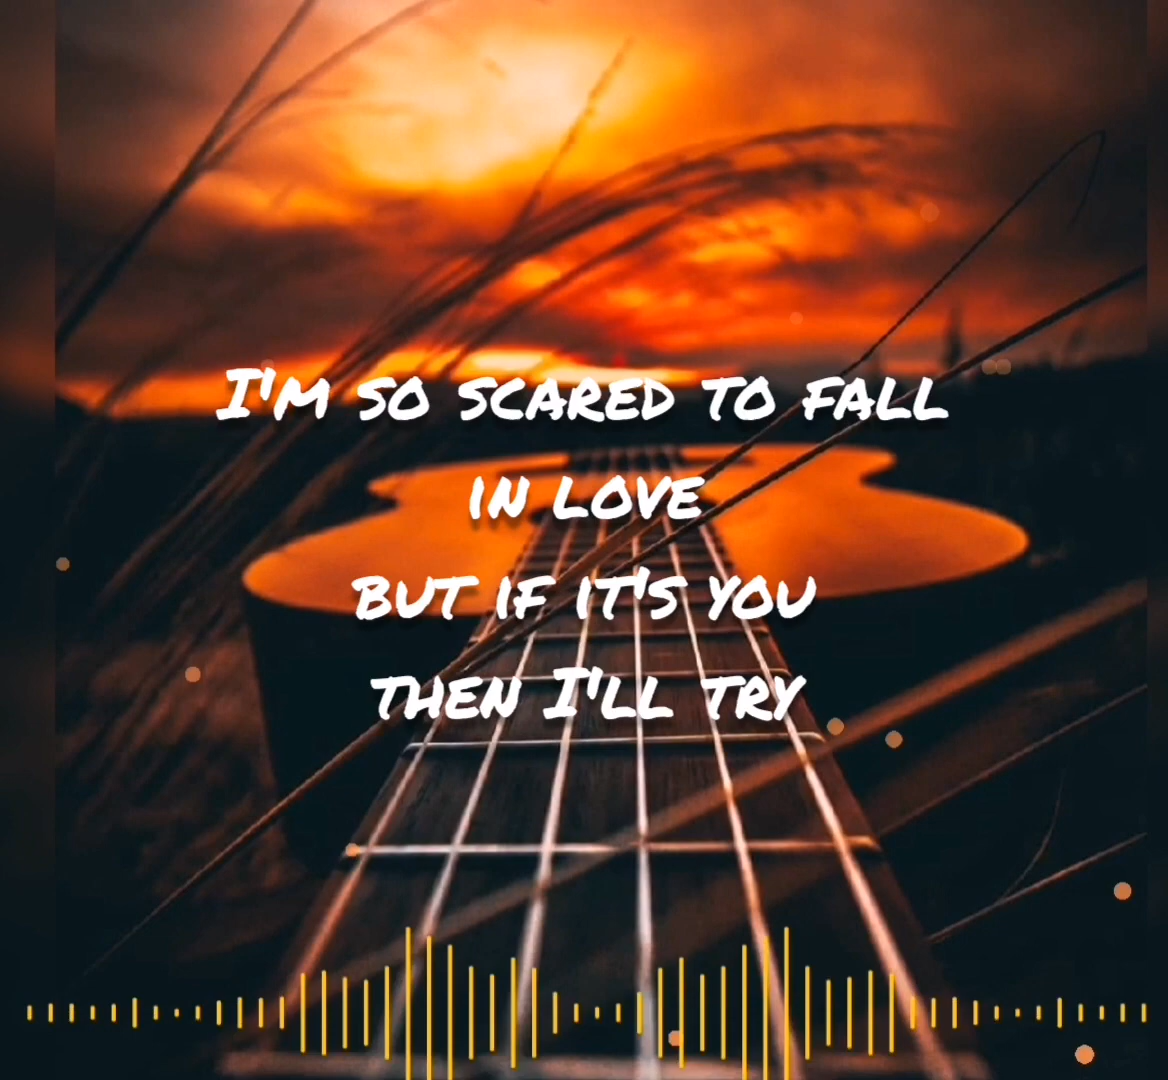 I'M SO SCARED TO FALL
IN LOVE
BUT IF IT'S YOU
THEN I'LL TRY